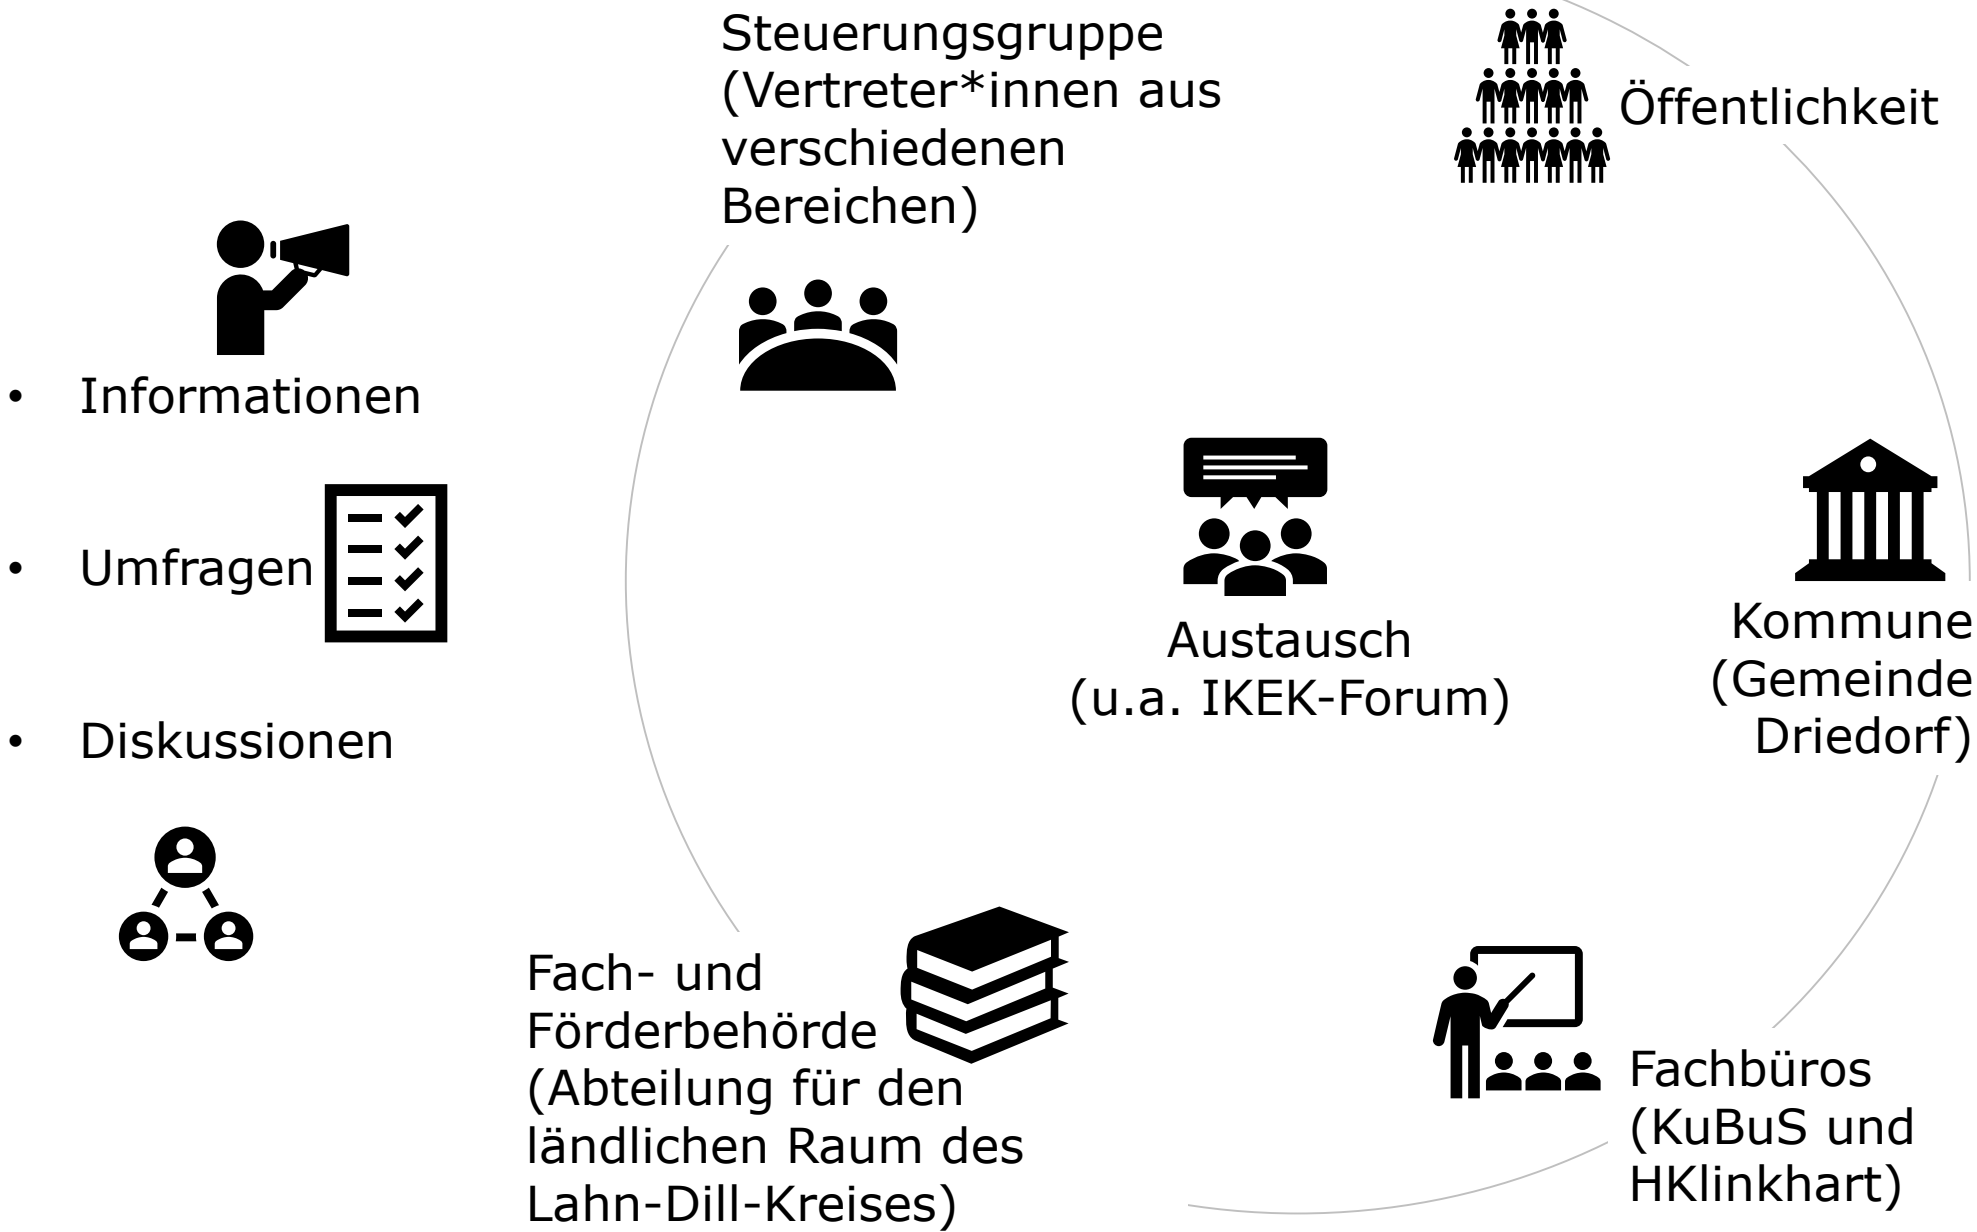 • Informationen
• Umfragen
• Diskussionen
Steuerungsgruppe
(Vertreter*innen aus
verschiedenen
Bereichen)
Öffentlichkeit
Austausch
(u.a. IKEK-Forum)
Kommune
(Gemeinde
Driedorf)
Fach- und
Förderbehörde
(Abteilung für den
ländlichen Raum des
Lahn-Dill-Kreises)
Fachbüros
(KuBuS und
HKlinkhart)